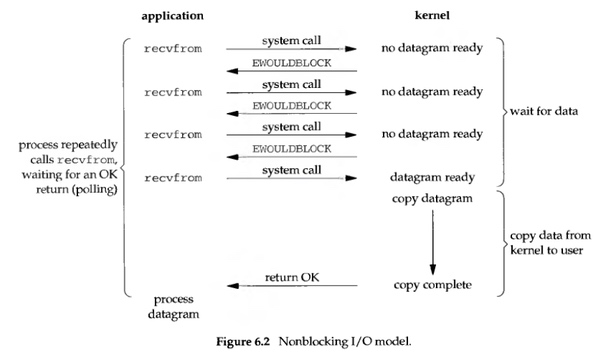 application kernel
recvfrom system call no datagram ready
EWOULDBLOCK
recvfrom system call no datagram ready
EWOULDBLOCK
recvfrom system call no datagram ready
EWOULDBLOCK
recvfrom system call datagram ready
wait for data
process repeatedly
calls recvfrom,
waiting for an OK
return (polling)
copy datagram
copy data from
kernel to user
return OK copy complete
process
datagram
Figure 6.2 Nonblocking I/O model.